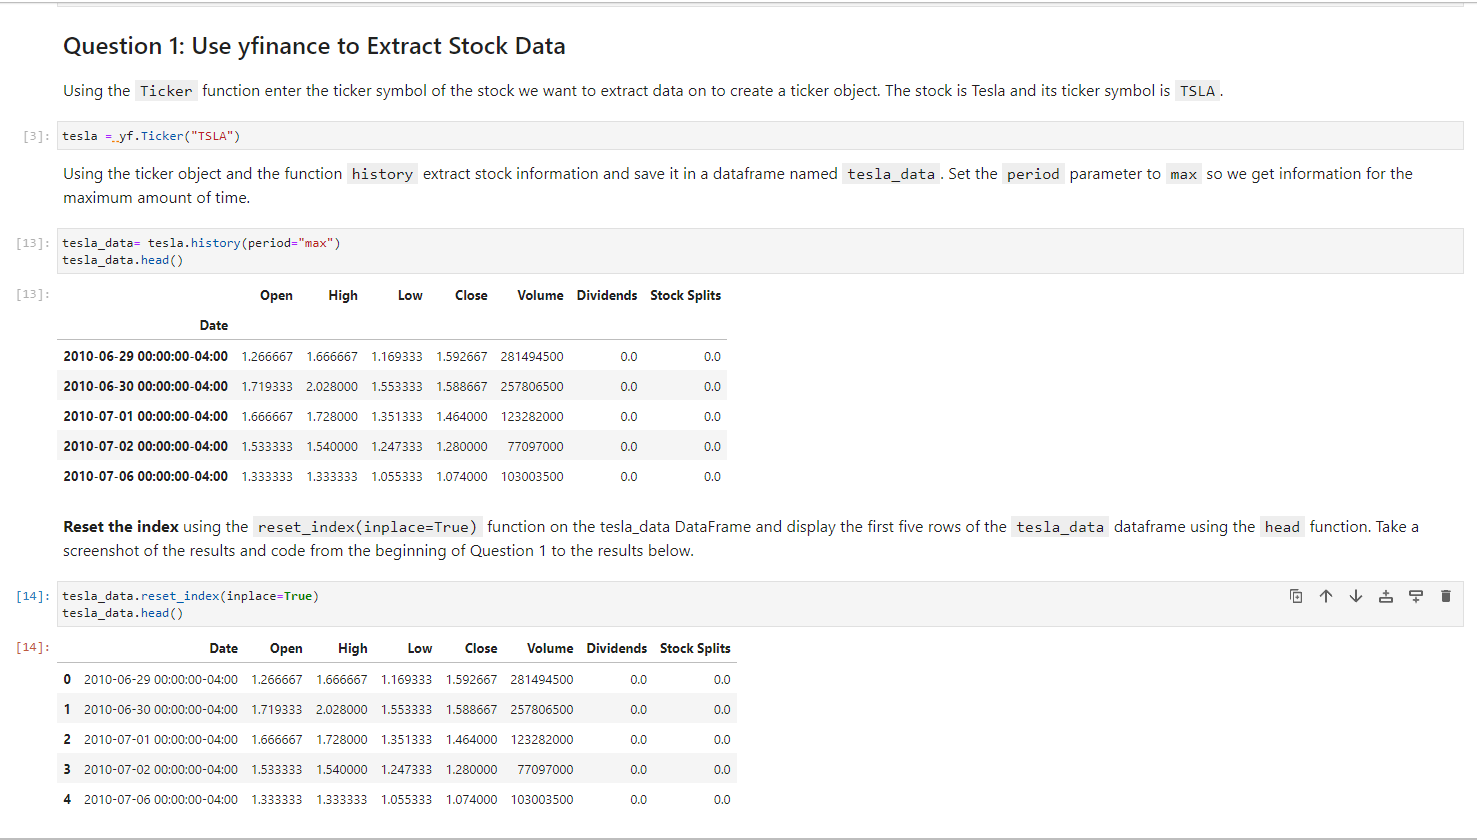 Question 1: Use yfinance to Extract Stock Data
Using the Ticker function enter the ticker symbol of the stock we want to extract data on to create a ticker object. The stock is Tesla and its ticker symbol is TSLA.
[3]: tesla = yf.Ticker("TSLA")
Using the ticker object and the function history extract stock information and save it in a dataframe named tesla_data. Set the period parameter to max so we get information for the
maximum amount of time.
[13]: tesla_data= tesla.history(period="max")
tesla_data.head()
[13]: Open High Low Close Volume Dividends Stock Splits
Date
2010-06-29 00:00:00-04:00 1.266667 1.666667 1.169333 1.592667 281494500 0.0 0.0
2010-06-30 00:00:00-04:00 1.719333 2.028000 1.553333 1.588667 257806500 0.0 0.0
2010-07-01 00:00:00-04:00 1.666667 1.728000 1.351333 1.464000 123282000 0.0 0.0
2010-07-02 00:00:00-04:00 1.533333 1.540000 1.247333 1.280000 77097000 0.0 0.0
2010-07-06 00:00:00-04:00 1.333333 1.333333 1.055333 1.074000 103003500 0.0 0.0
Reset the index using the reset_index(inplace=True) function on the tesla_data DataFrame and display the first five rows of the tesla_data dataframe using the head function. Take a
screenshot of the results and code from the beginning of Question 1 to the results below.
[14]: tesla_data.reset_index(inplace=True)
tesla_data.head()
[14]: Date Open High Low Close Volume Dividends Stock Splits
0 2010-06-29 00:00:00-04:00 1.266667 1.666667 1.169333 1.592667 281494500 0.0 0.0
1 2010-06-30 00:00:00-04:00 1.719333 2.028000 1.553333 1.588667 257806500 0.0 0.0
2 2010-07-01 00:00:00-04:00 1.666667 1.728000 1.351333 1.464000 123282000 0.0 0.0
3 2010-07-02 00:00:00-04:00 1.533333 1.540000 1.247333 1.280000 77097000 0.0 0.0
4 2010-07-06 00:00:00-04:00 1.333333 1.333333 1.055333 1.074000 103003500 0.0 0.0